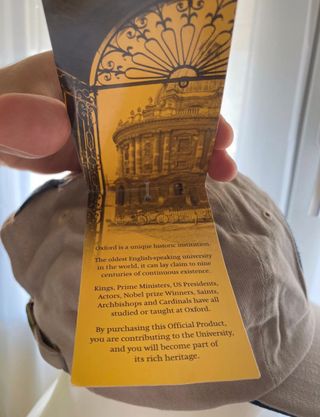 Oxford is a unique historic institution.
The oldest English-speaking university
in the world, it can lay claim to nine
centuries of continuous existence.
Kings, Prime Ministers, US Presidents,
Actors, Nobel prize Winners, Saints,
Archbishops and Cardinals have all
studied or taught at Oxford.
By purchasing this Official Product,
you are contributing to the University,
and you will become part of
its rich heritage.